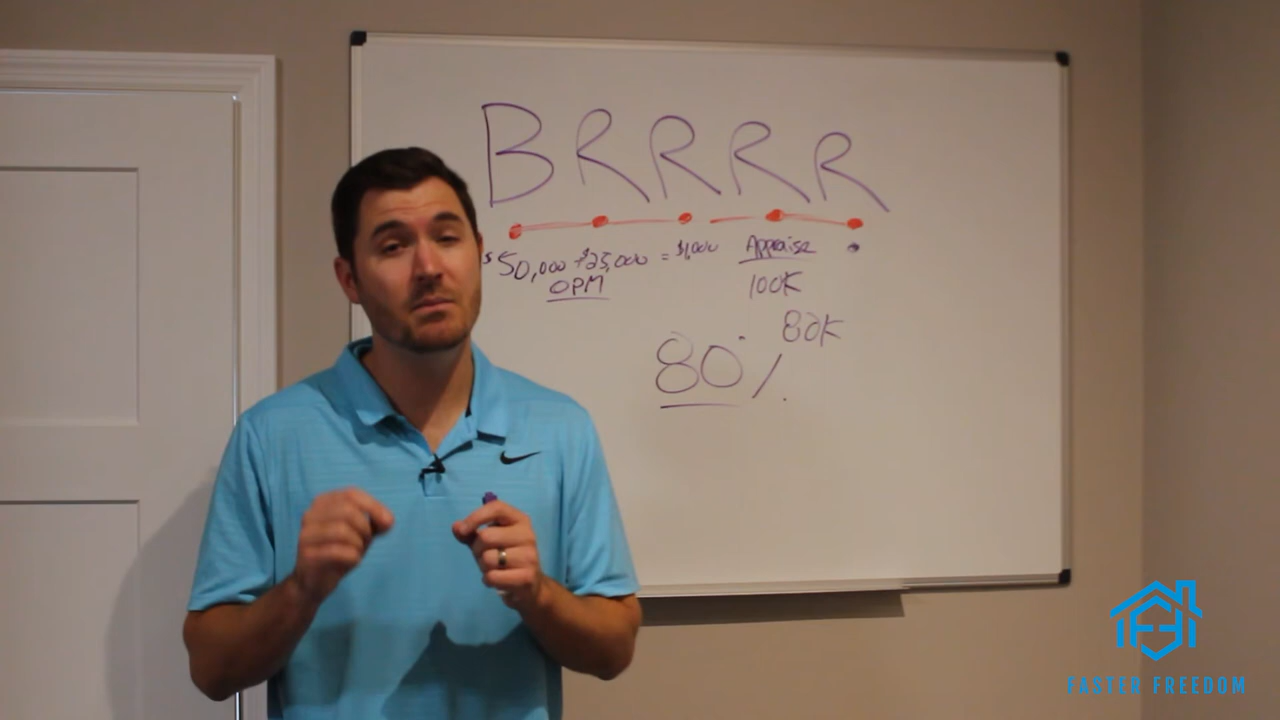 BRRRR
$50,000 + $25,000 = $1,000 Appraise
OPM 100K
80K
80%
FASTER FREEDOM